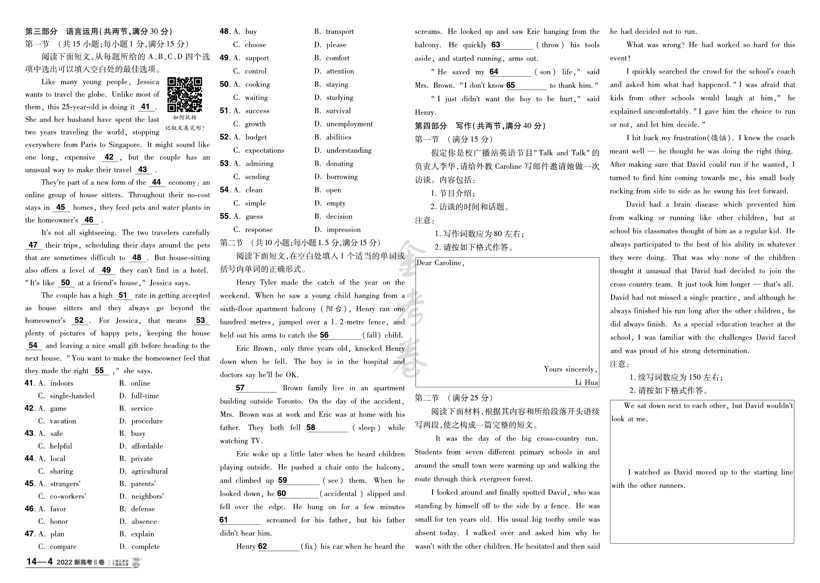 第三部分 语言运用(共两节,满分 30 分)
第一节 (共 15 小题;每小题 1 分,满分 15 分)
阅读下面短文,从每题所给的 A、B、C、D 四个选
项中选出可以填入空白处的最佳选项。
Like many young people, Jessica
wants to travel the globe. Unlike most of
them, this 25-year-old is doing it 41 .
She and her husband have spent the last
two years traveling the world, stopping
如何玩转
近敏义完形?
everywhere from Paris to Singapore. It might sound like
one long, expensive 42 , but the couple has an
unusual way to make their travel 43 .
They're part of a new form of the 44 economy: an
online group of house sitters. Throughout their no-cost
stays in 45 homes, they feed pets and water plants in
the homeowner's 46 .
It's not all sightseeing. The two travelers carefully
47 their trips, scheduling their days around the pets
that are sometimes difficult to 48 . But house-sitting
also offers a level of 49 they can't find in a hotel.
"It's like 50 at a friend's house," Jessica says.
The couple has a high 51 rate in getting accepted
as house sitters and they always go beyond the
homeowner's 52 . For Jessica, that means 53
plenty of pictures of happy pets, keeping the house
54 and leaving a nice small gift before heading to the
next house. "You want to make the homeowner feel that
they made the right 55 ," she says.
41. A. indoors B. online
C. single-handed D. full-time
42. A. game B. service
C. vacation D. procedure
43. A. safe B. busy
C. helpful D. affordable
44. A. local B. private
C. sharing D. agricultural
45. A. strangers' B. parents'
C. co-workers' D. neighbors'
46. A. favor B. defense
C. honor D. absence
47. A. plan B. explain
C. compare D. complete
14—4 2022 新高考Ⅱ卷
48. A. buy B. transport
C. choose D. please
49. A. support B. comfort
C. control D. attention
50. A. cooking B. staying
C. waiting D. studying
51. A. success B. survival
C. growth D. unemployment
52. A. budget B. abilities
C. expectations D. understanding
53. A. admiring B. donating
C. sending D. borrowing
54. A. clean B. open
C. simple D. empty
55. A. guess B. decision
C. response D. impression
第二节 (共 10 小题;每小题 1.5 分,满分 15 分)
阅读下面短文,在空白处填入 1 个适当的单词或
括号内单词的正确形式。
Henry Tyler made the catch of the year on the
weekend. When he saw a young child hanging from a
sixth-floor apartment balcony (阳台), Henry ran one
hundred metres, jumped over a 1.2-metre fence, and
held out his arms to catch the 56 (fall) child.
Eric Brown, only three years old, knocked Henry
down when he fell. The boy is in the hospital and
doctors say he'll be OK.
57 Brown family live in an apartment
building outside Toronto. On the day of the accident,
Mrs. Brown was at work and Eric was at home with his
father. They both fell 58 (sleep) while
watching TV.
Eric woke up a little later when he heard children
playing outside. He pushed a chair onto the balcony,
and climbed up 59 (see) them. When he
looked down, he 60 (accidental) slipped and
fell over the edge. He hung on for a few minutes
61 screamed for his father, but his father
didn't hear him.
Henry 62 (fix) his car when he heard the
screams. He looked up and saw Eric hanging from the
balcony. He quickly 63 (throw) his tools
aside, and started running, arms out.
"He saved my 64 (son) life," said
Mrs. Brown. "I don't know 65 to thank him."
"I just didn't want the boy to be hurt," said
Henry.
第四部分 写作(共两节,满分 40 分)
第一节 (满分 15 分)
假定你是校广播站英语节目"Talk and Talk"的
负责人李华,请给外教 Caroline 写邮件邀请她做一次
访谈。内容包括:
1. 节目介绍;
2. 访谈的时间和话题。
注意:
1. 写作词数应为 80 左右;
2. 请按如下格式作答。
Dear Caroline,
Yours sincerely,
Li Hua
第二节 (满分 25 分)
阅读下面材料,根据其内容和所给段落开头语续
写两段,使之构成一篇完整的短文。
It was the day of the big cross-country run.
Students from seven different primary schools in and
around the small town were warming up and walking the
route through thick evergreen forest.
I looked around and finally spotted David, who was
standing by himself off to the side by a fence. He was
small for ten years old. His usual big toothy smile was
absent today. I walked over and asked him why he
wasn't with the other children. He hesitated and then said
he had decided not to run.
What was wrong? He had worked so hard for this
event!
I quickly searched the crowd for the school's coach
and asked him what had happened. "I was afraid that
kids from other schools would laugh at him," he
explained uncomfortably. "I gave him the choice to run
or not, and let him decide."
I bit back my frustration(懊恼). I knew the coach
meant well — he thought he was doing the right thing.
After making sure that David could run if he wanted, I
turned to find him coming towards me, his small body
rocking from side to side as he swung his feet forward.
David had a brain disease which prevented him
from walking or running like other children, but at
school his classmates thought of him as a regular kid. He
always participated to the best of his ability in whatever
they were doing. That was why none of the children
thought it unusual that David had decided to join the
cross-country team. It just took him longer — that's all.
David had not missed a single practice, and although he
always finished his run long after the other children, he
did always finish. As a special education teacher at the
school, I was familiar with the challenges David faced
and was proud of his strong determination.
注意:
1. 续写词数应为 150 左右;
2. 请按如下格式作答。
We sat down next to each other, but David wouldn't
look at me.
I watched as David moved up to the starting line
with the other runners.
金考卷